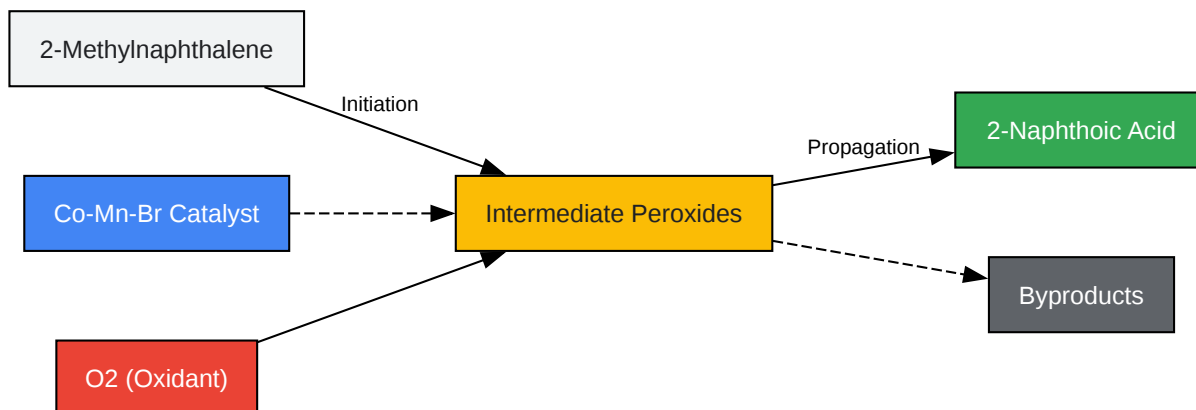 2-Methylnaphthalene
Initiation
Co-Mn-Br Catalyst
O2 (Oxidant)
Intermediate Peroxides
Propagation
2-Naphthoic Acid
Byproducts